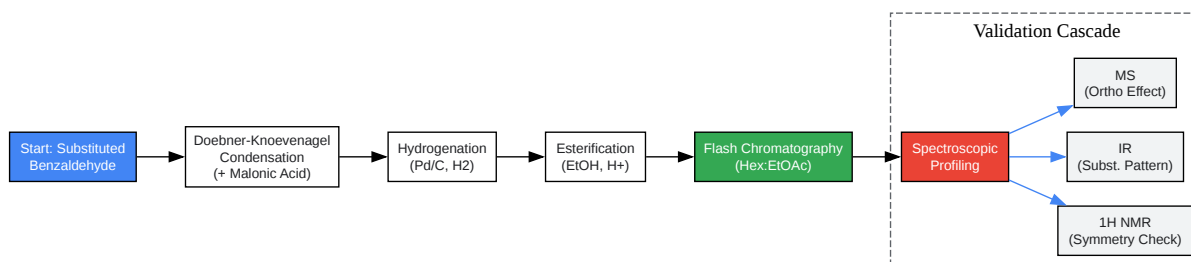 Validation Cascade
Start: Substituted
Benzaldehyde
Doebner-Knoevenagel
Condensation
(+ Malonic Acid)
Hydrogenation
(Pd/C, H2)
Esterification
(EtOH, H+)
Flash Chromatography
(Hex:EtOAc)
Spectroscopic
Profiling
MS
(Ortho Effect)
IR
(Subst. Pattern)
1H NMR
(Symmetry Check)